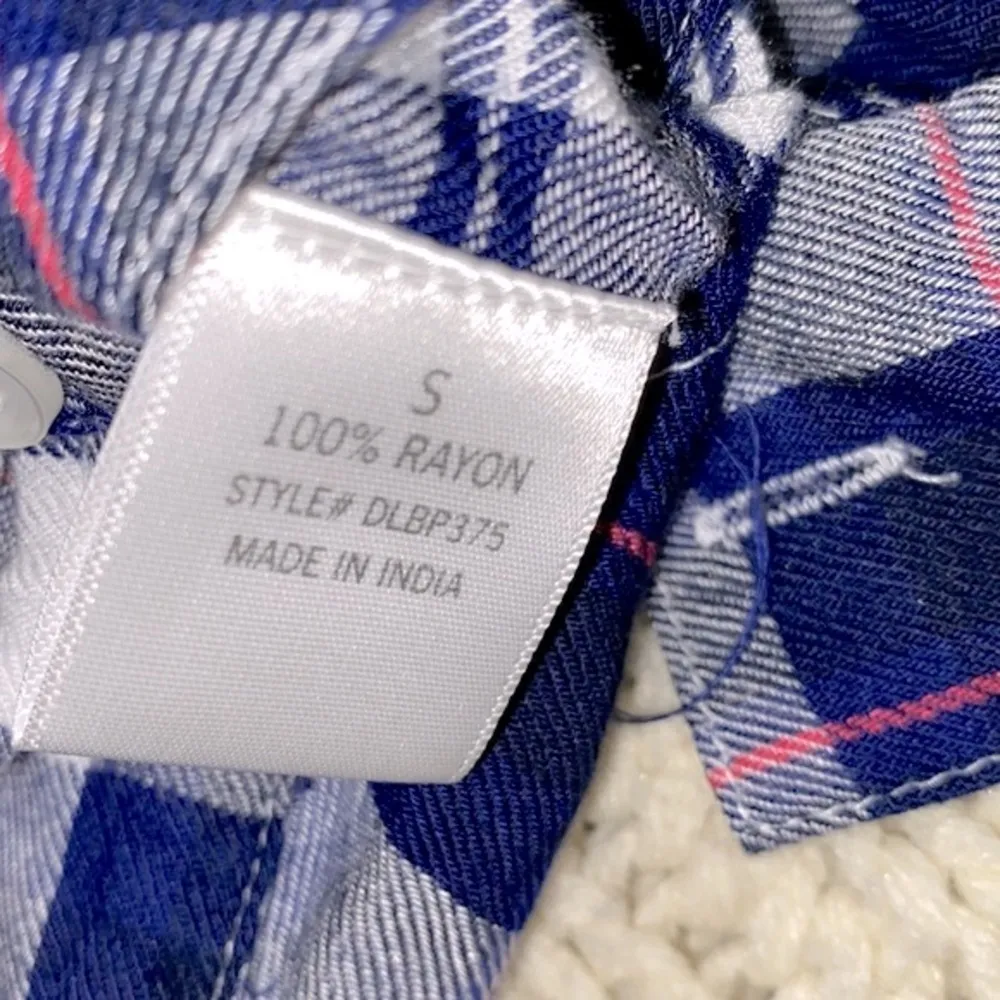 S
100% RAYON
STYLE# DLBP375
MADE IN INDIA